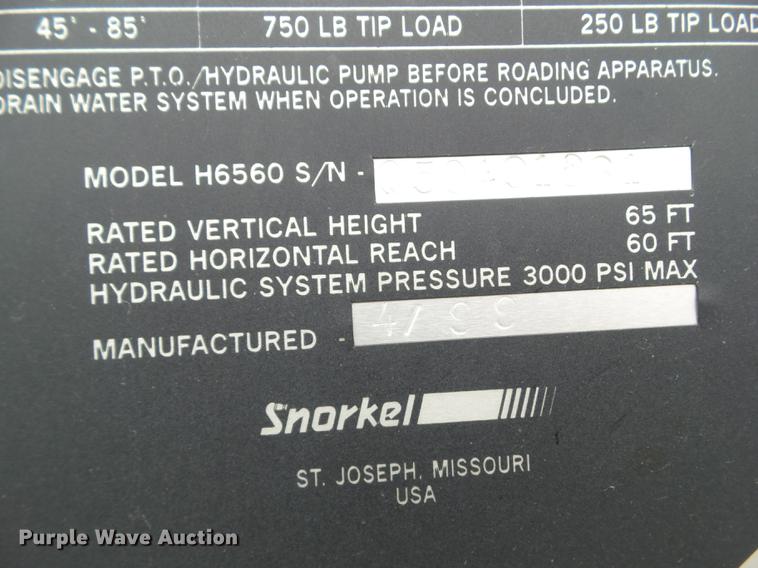 45' - 85' 750 LB TIP LOAD 250 LB TIP LOAD
DISENGAGE P.T.O./HYDRAULIC PUMP BEFORE ROADING APPARATUS.
DRAIN WATER SYSTEM WHEN OPERATION IS CONCLUDED.
MODEL H6560 S/N -
RATED VERTICAL HEIGHT 65 FT
RATED HORIZONTAL REACH 60 FT
HYDRAULIC SYSTEM PRESSURE 3000 PSI MAX
MANUFACTURED -
Snorkel
ST. JOSEPH, MISSOURI
USA
Purple Wave Auction